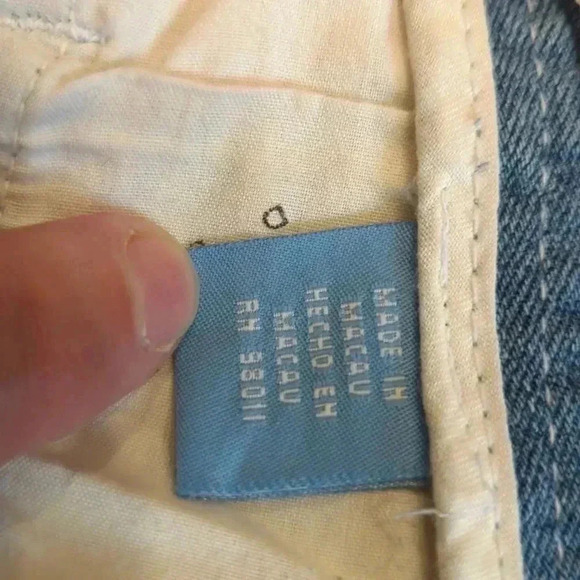 MADE IN
MACAU
HECHO EN
MACAU
RN 98011